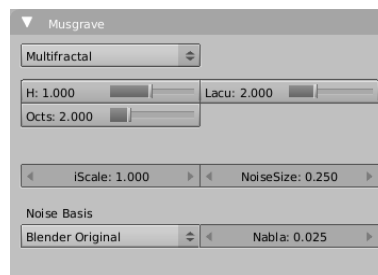 Musgrave
Multifractal
H: 1.000 Lacu: 2.000
Octs: 2.000
iScale: 1.000 NoiseSize: 0.250
Noise Basis
Blender Original Nabla: 0.025